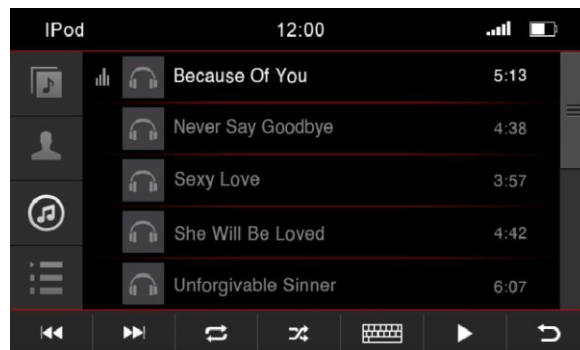 IPod 12:00
Because Of You 5:13
Never Say Goodbye 4:38
Sexy Love 3:57
She Will Be Loved 4:42
Unforgivable Sinner 6:07